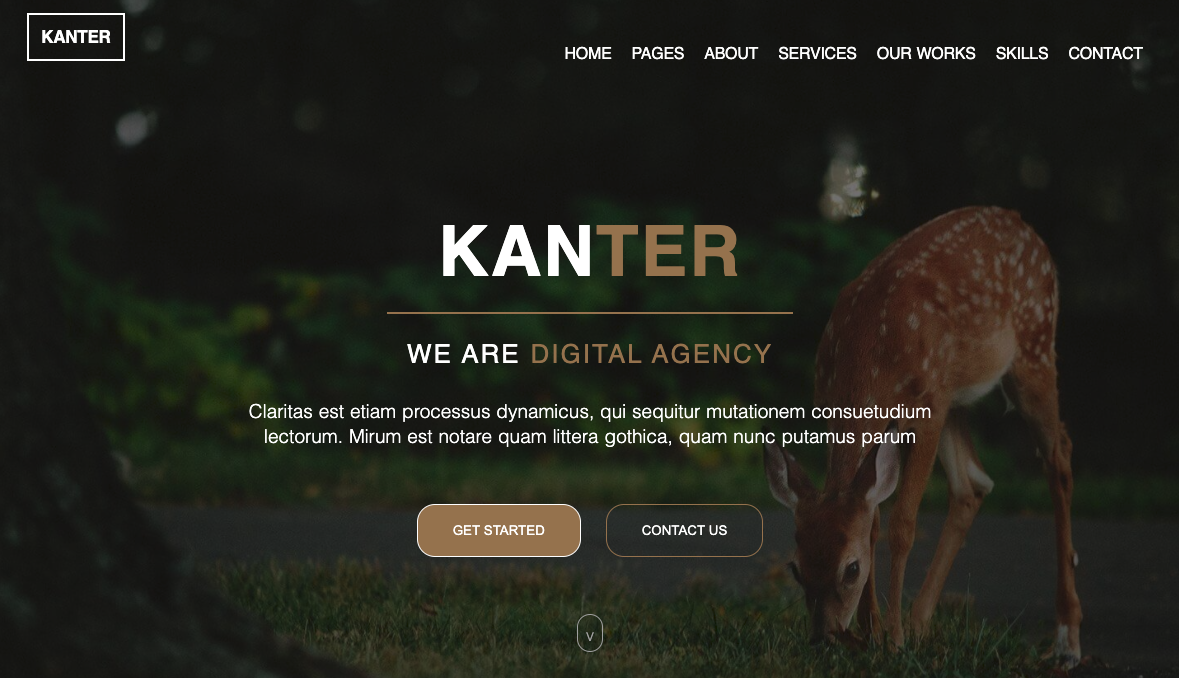 KANTER
HOME PAGES ABOUT SERVICES OUR WORKS SKILLS CONTACT
KANTER
WE ARE DIGITAL AGENCY
Claritas est etiam processus dynamicus, qui sequitur mutationem consuetudium
lectorum. Mirum est notare quam littera gothica, quam nunc putamus parum
GET STARTED CONTACT US
v